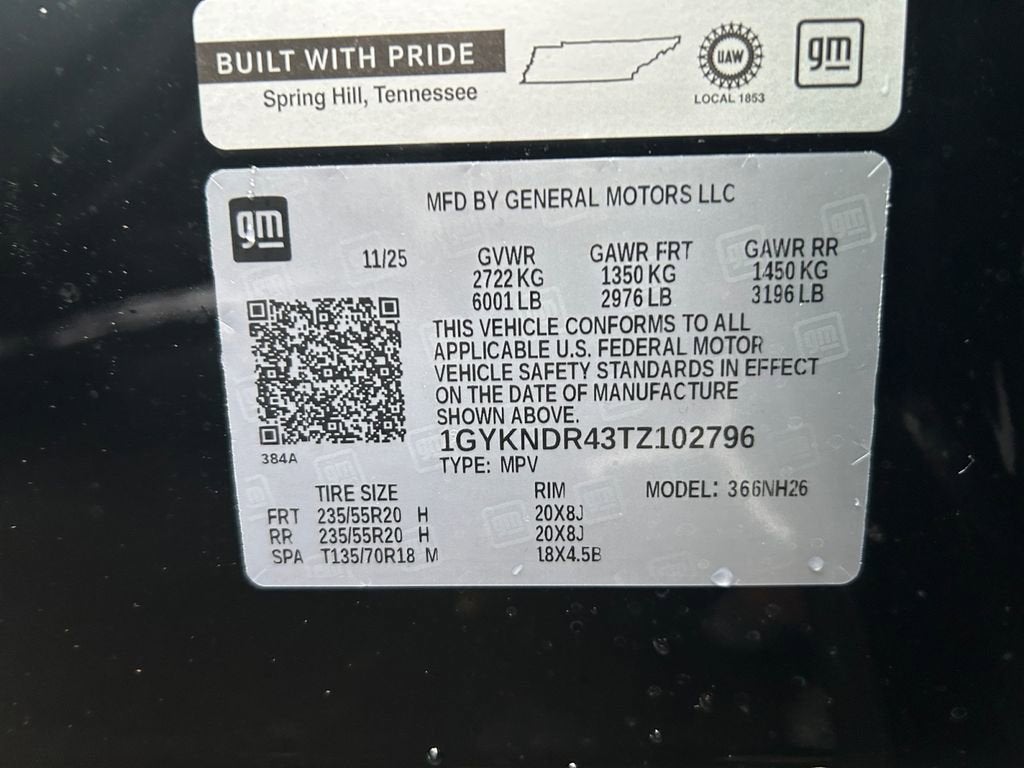 BUILT WITH PRIDE
Spring Hill, Tennessee
UAW
LOCAL 1853
gm
gm
MFD BY GENERAL MOTORS LLC
11/25
GVWR GAWR FRT GAWR RR
2722 KG 1350 KG 1450 KG
6001 LB 2976 LB 3196 LB
THIS VEHICLE CONFORMS TO ALL
APPLICABLE U.S. FEDERAL MOTOR
VEHICLE SAFETY STANDARDS IN EFFECT
ON THE DATE OF MANUFACTURE
SHOWN ABOVE.
1GYKNDR43TZ102796
TYPE: MPV
384A
TIRE SIZE RIM MODEL: 366NH26
FRT 235/55R20 H 20X8J
RR 235/55R20 H 20X8J
SPA T135/70R18 M 18X4.5B